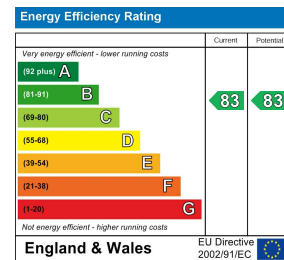 Energy Efficiency Rating
Current Potential
Very energy efficient - lower running costs
(92 plus) A
(81-91) B
83 83
(69-80) C
(55-68) D
(39-54) E
(21-38) F
(1-20) G
Not energy efficient - higher running costs
England & Wales
EU Directive
2002/91/EC